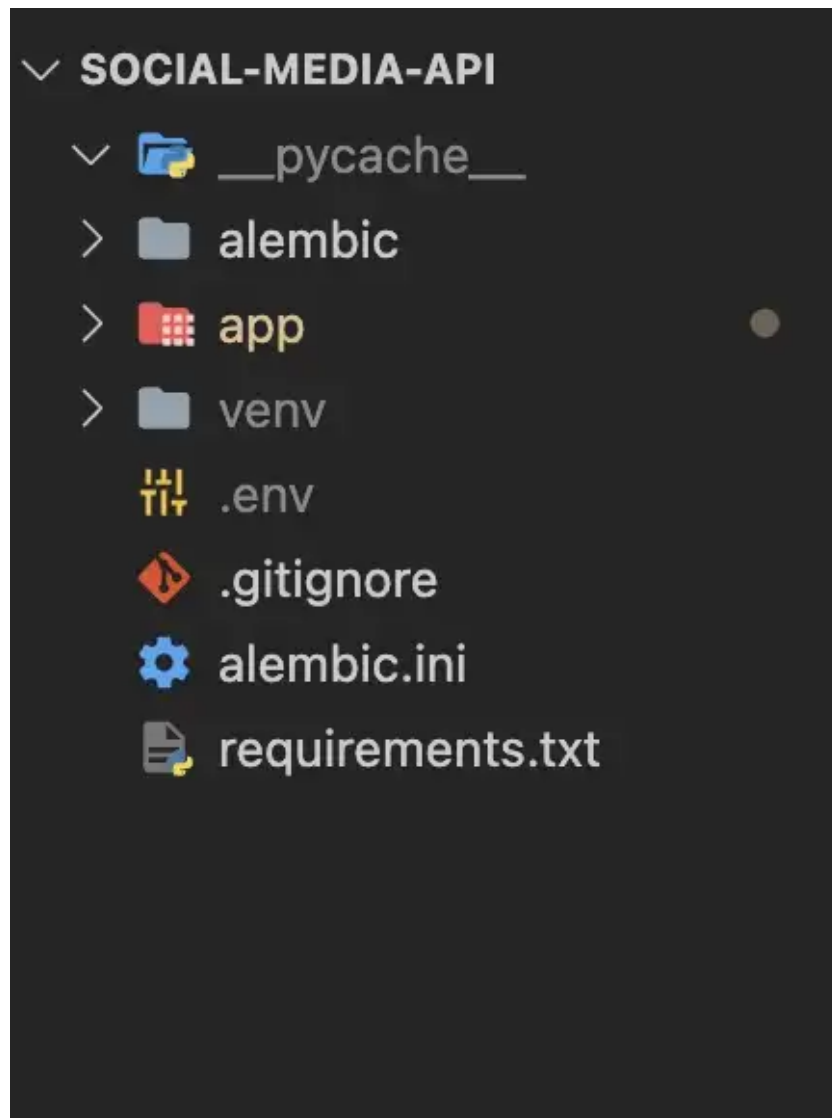 SOCIAL-MEDIA-API
__pycache__
alembic
app
venv
.env
.gitignore
alembic.ini
requirements.txt